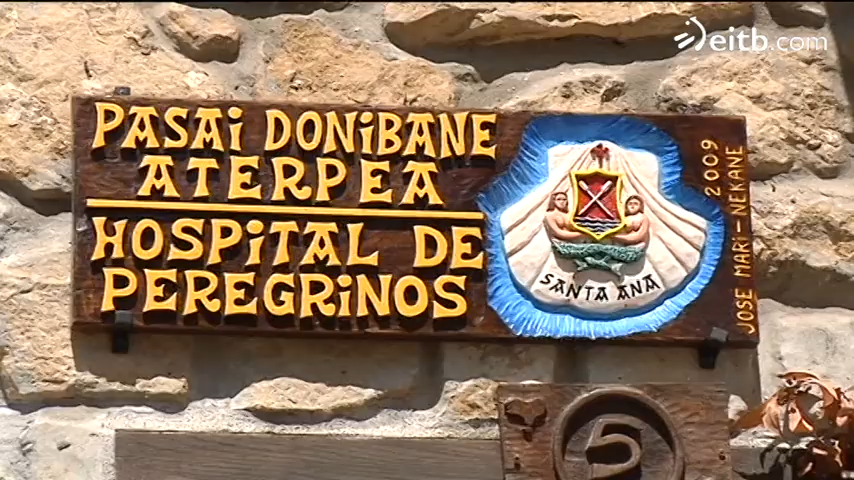 eitb.com
PASAI DONIBANE
ATERPEA
HOSPITAL DE
PEREGRINOS
SANTA ANA
2009
JOSE MARI-NEKANE
5